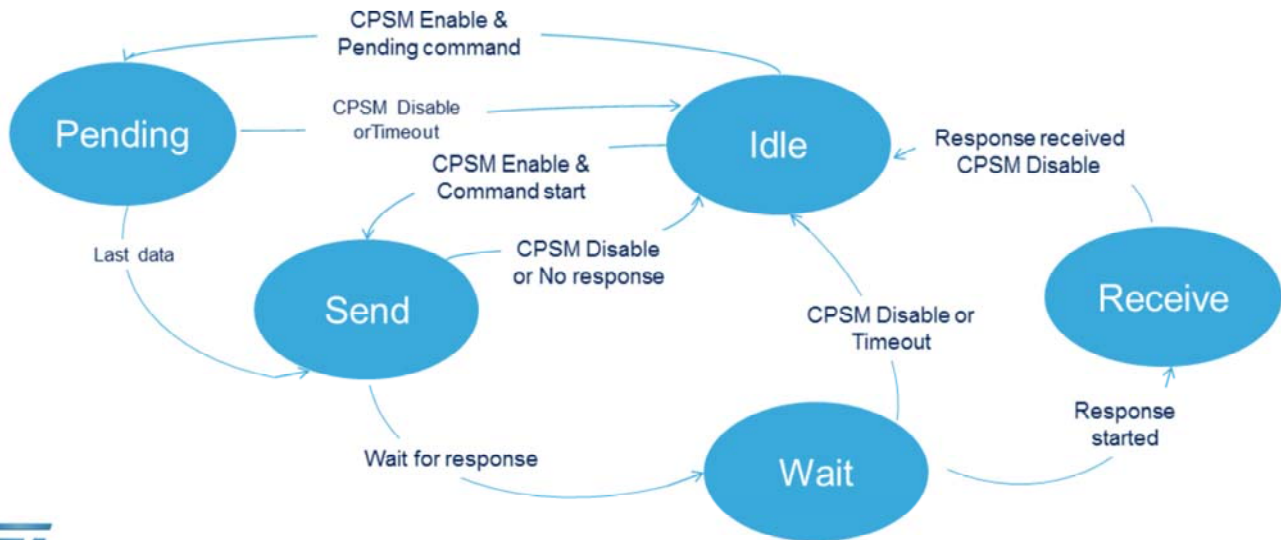 CPSM Enable &
Pending command
Pending
CPSM Disable
orTimeout
Idle
Response received
CPSM Disable
CPSM Enable &
Command start
Last data
CPSM Disable
or No response
Send
Receive
CPSM Disable or
Timeout
Response
started
Wait for response
Wait